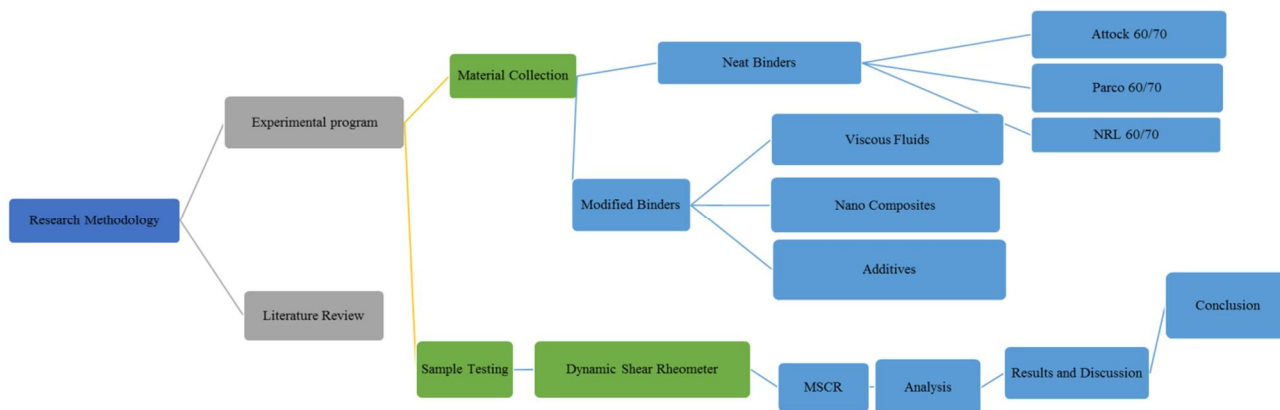 Research Methodology
Experimental program
Literature Review
Material Collection
Neat Binders
Attock 60/70
Parco 60/70
NRL 60/70
Modified Binders
Viscous Fluids
Nano Composites
Additives
Sample Testing
Dynamic Shear Rheometer
MSCR
Analysis
Results and Discussion
Conclusion